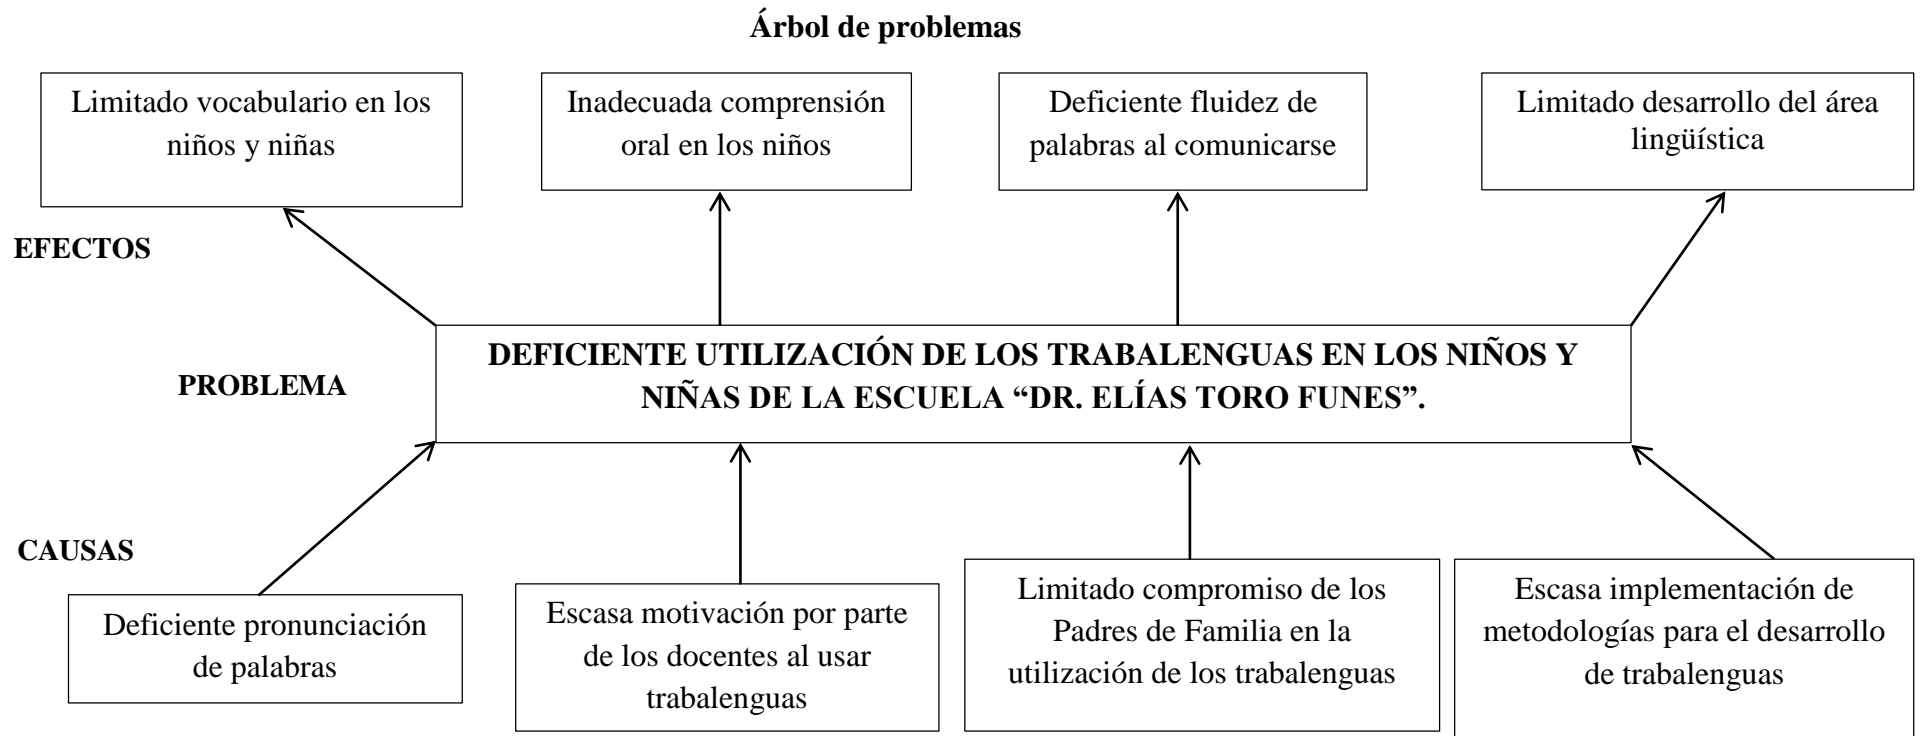 Árbol de problemas
Limitado vocabulario en los
niños y niñas
Inadecuada comprensión
oral en los niños
Deficiente fluidez de
palabras al comunicarse
Limitado desarrollo del área
lingüística
EFECTOS
PROBLEMA
DEFICIENTE UTILIZACIÓN DE LOS TRABALENGUAS EN LOS NIÑOS Y
NIÑAS DE LA ESCUELA “DR. ELÍAS TORO FUNES”.
CAUSAS
Deficiente pronunciación
de palabras
Escasa motivación por parte
de los docentes al usar
trabalenguas
Limitado compromiso de los
Padres de Familia en la
utilización de los trabalenguas
Escasa implementación de
metodologías para el desarrollo
de trabalenguas